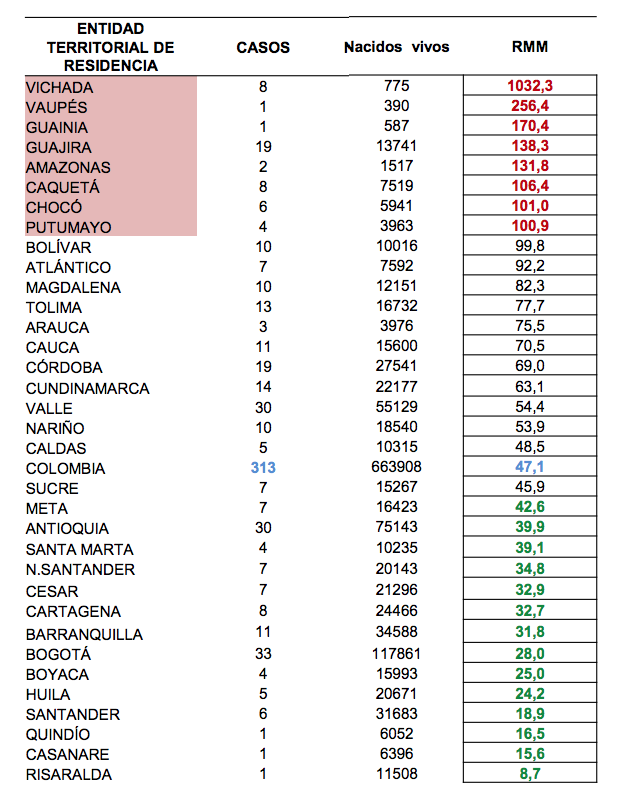 ENTIDAD
TERRITORIAL DE
RESIDENCIA CASOS Nacidos vivos RMM
VICHADA 8 775 1032,3
VAUPÉS 1 390 256,4
GUAINIA 1 587 170,4
GUAJIRA 19 13741 138,3
AMAZONAS 2 1517 131,8
CAQUETÁ 8 7519 106,4
CHOCÓ 6 5941 101,0
PUTUMAYO 4 3963 100,9
BOLÍVAR 10 10016 99,8
ATLÁNTICO 7 7592 92,2
MAGDALENA 10 12151 82,3
TOLIMA 13 16732 77,7
ARAUCA 3 3976 75,5
CAUCA 11 15600 70,5
CÓRDOBA 19 27541 69,0
CUNDINAMARCA 14 22177 63,1
VALLE 30 55129 54,4
NARIÑO 10 18540 53,9
CALDAS 5 10315 48,5
COLOMBIA 313 663908 47,1
SUCRE 7 15267 45,9
META 7 16423 42,6
ANTIOQUIA 30 75143 39,9
SANTA MARTA 4 10235 39,1
N.SANTANDER 7 20143 34,8
CESAR 7 21296 32,9
CARTAGENA 8 24466 32,7
BARRANQUILLA 11 34588 31,8
BOGOTÁ 33 117861 28,0
BOYACA 4 15993 25,0
HUILA 5 20671 24,2
SANTANDER 6 31683 18,9
QUINDÍO 1 6052 16,5
CASANARE 1 6396 15,6
RISARALDA 1 11508 8,7